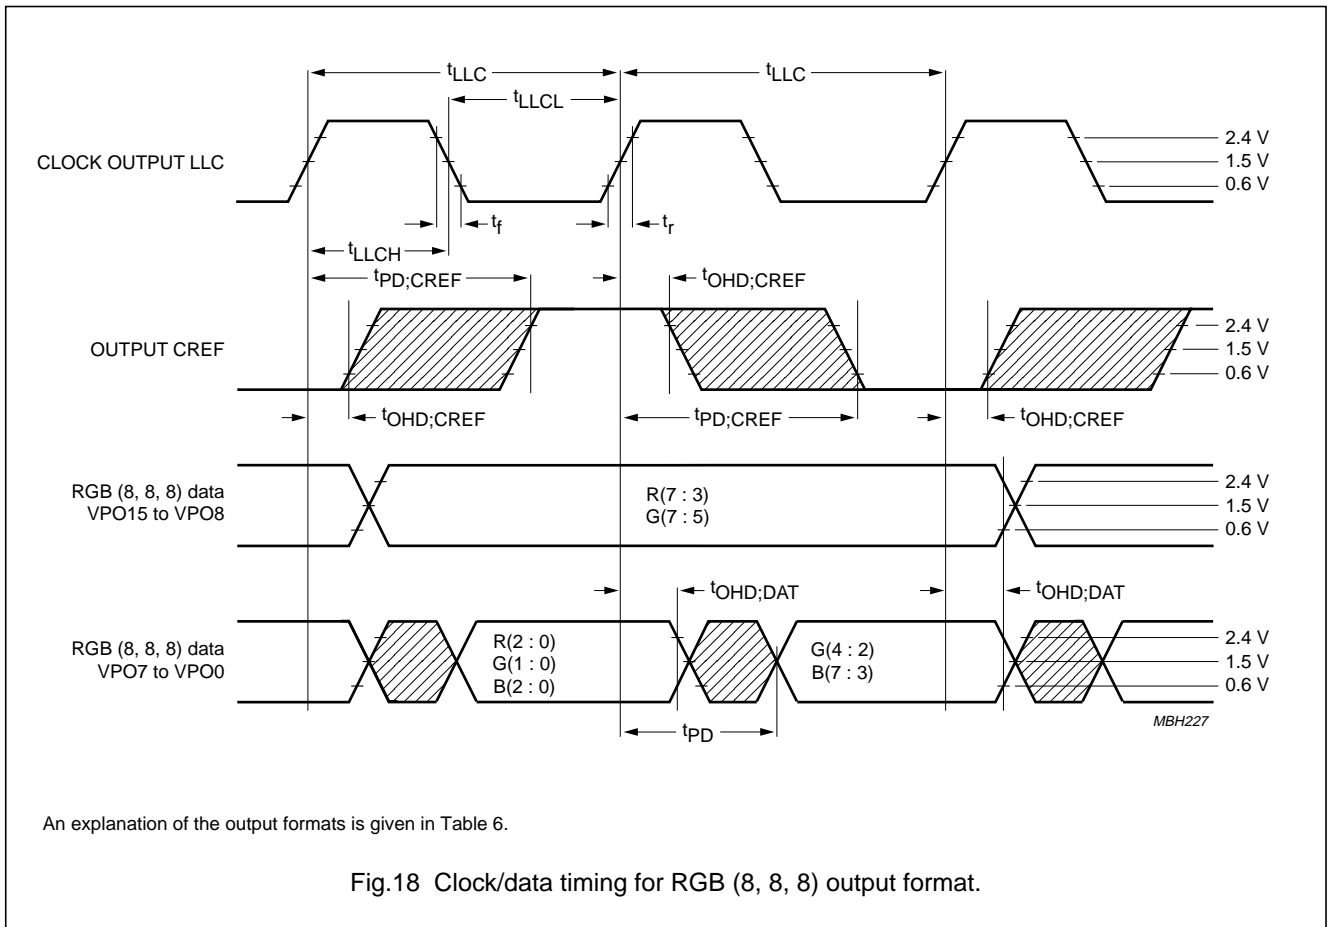 tLLC tLLC
tLLCL
CLOCK OUTPUT LLC
2.4 V
1.5 V
0.6 V
tf tr
tLLCH
tPD;CREF tOHD;CREF
OUTPUT CREF
2.4 V
1.5 V
0.6 V
tOHD;CREF tPD;CREF tOHD;CREF
RGB (8, 8, 8) data
VPO15 to VPO8
R(7 : 3)
G(7 : 5)
2.4 V
1.5 V
0.6 V
tOHD;DAT tOHD;DAT
RGB (8, 8, 8) data
VPO7 to VPO0
R(2 : 0)
G(1 : 0)
B(2 : 0)
G(4 : 2)
B(7 : 3)
2.4 V
1.5 V
0.6 V
MBH227
tPD
An explanation of the output formats is given in Table 6.
Fig.18 Clock/data timing for RGB (8, 8, 8) output format.